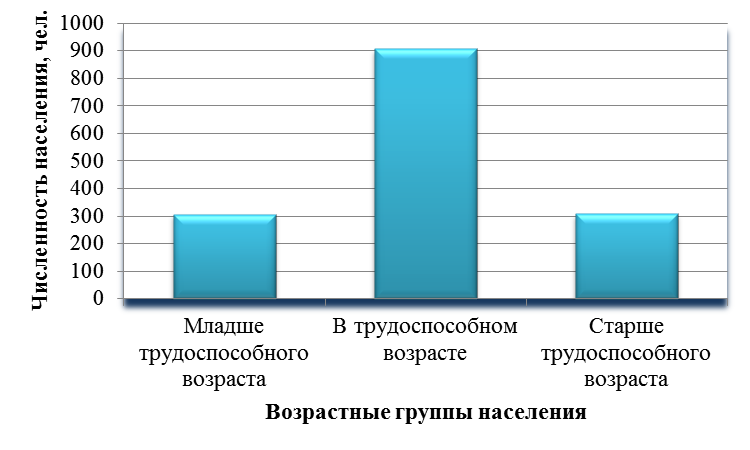 Численность населения, чел.
1000
900
800
700
600
500
400
300
200
100
0
Младше
трудоспособного
возраста
В трудоспособном
возрасте
Старше
трудоспособного
возраста
Возрастные группы населения